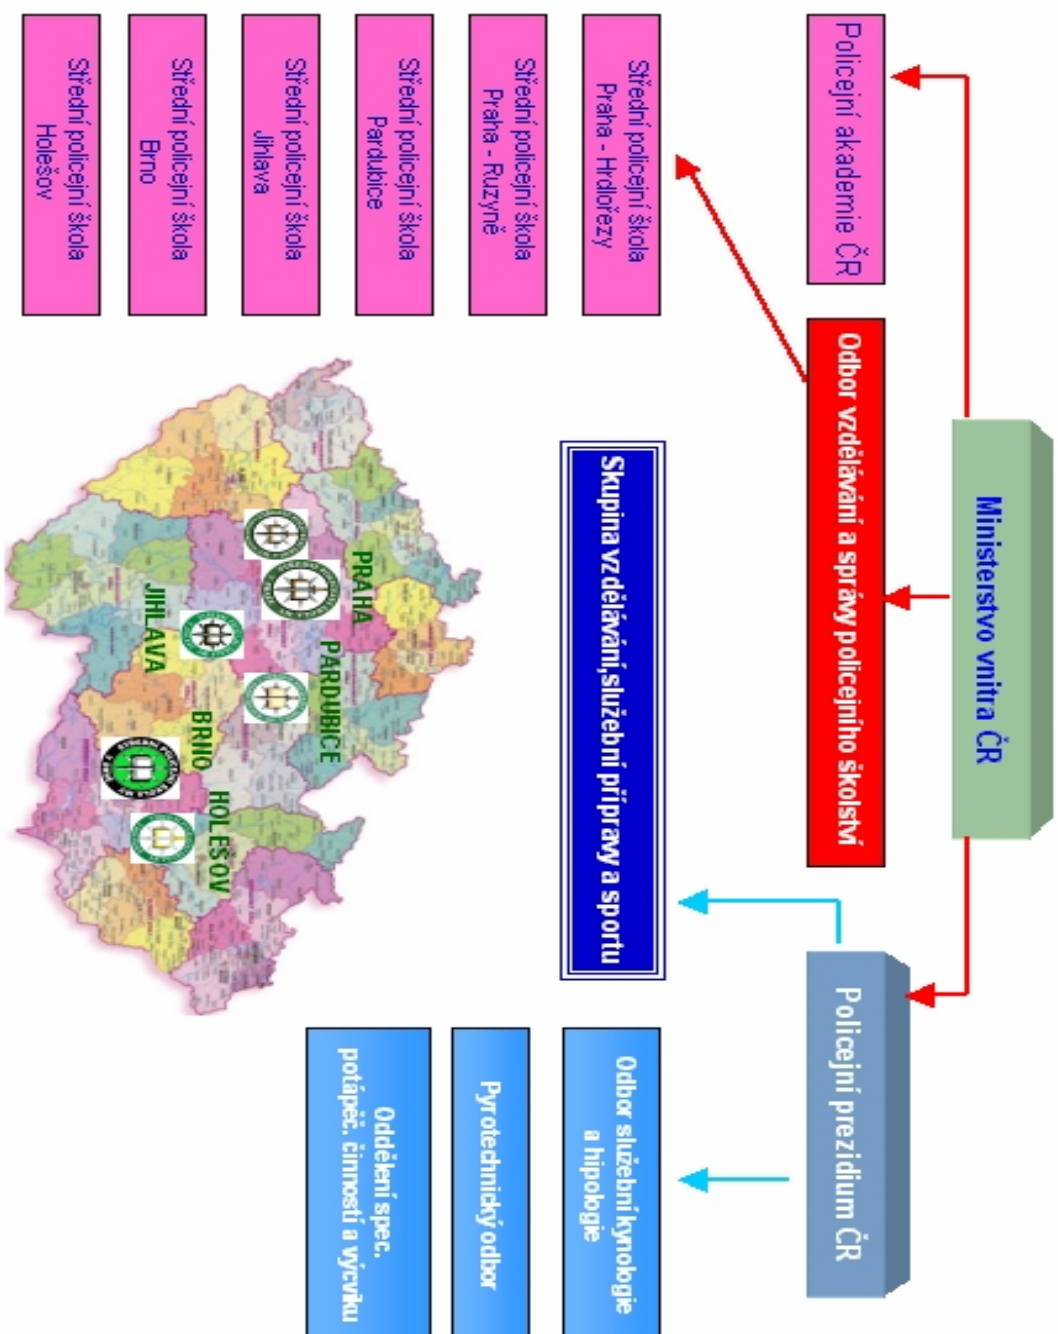 Ministerstvo vnitra ČR
Policejní akademie ČR
Odbor vzdělávání a správy policejního školství
Policejní prezidium ČR
Střední policejní škola
Praha - Hrdlořezy
Střední policejní škola
Praha - Ruzyně
Střední policejní škola
Pardubice
Střední policejní škola
Jihlava
Střední policejní škola
Brno
Střední policejní škola
Holešov
Skupina vzdělávání,služební přípravy a sportu
Odbor služební kynologie
a hipologie
Pyrotechnický odbor
Oddělení spec.
potápěč. činností a výcviku
PRAHA
PARDUBICE
JIHLAVA
BRNO
HOLEŠOV